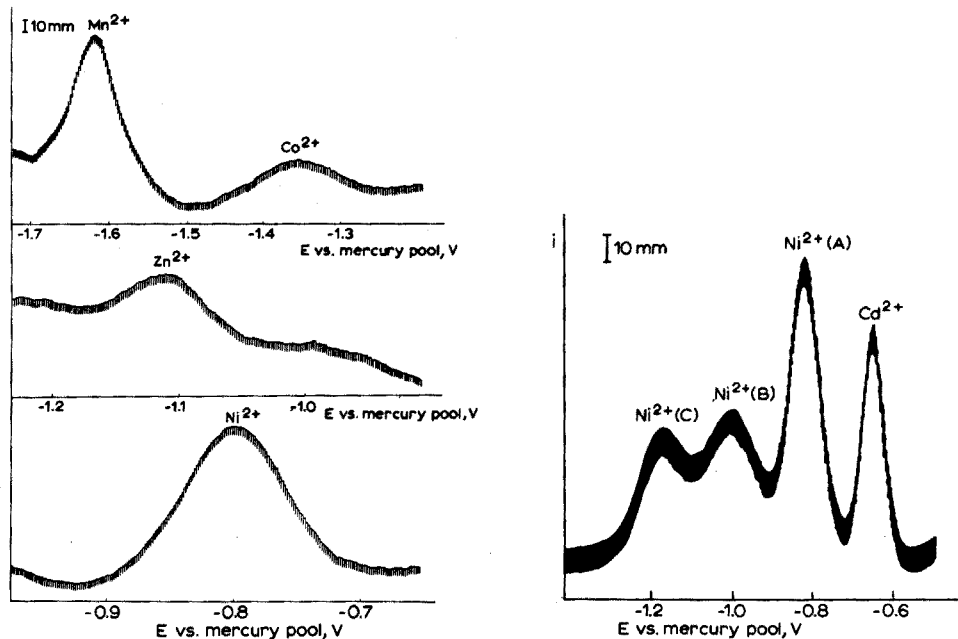 10mm Mn²⁺
Co²⁺
-1.7 -1.6 -1.5 -1.4 -1.3
E vs. mercury pool, V
Zn²⁺
-1.2 -1.1 -1.0
E vs. mercury pool, V
Ni²⁺
-0.9 -0.8 -0.7
E vs. mercury pool, V
i
10 mm
Ni²⁺(A)
Cd²⁺
Ni²⁺(B)
Ni²⁺(C)
-1.2 -1.0 -0.8 -0.6
E vs. mercury pool, V